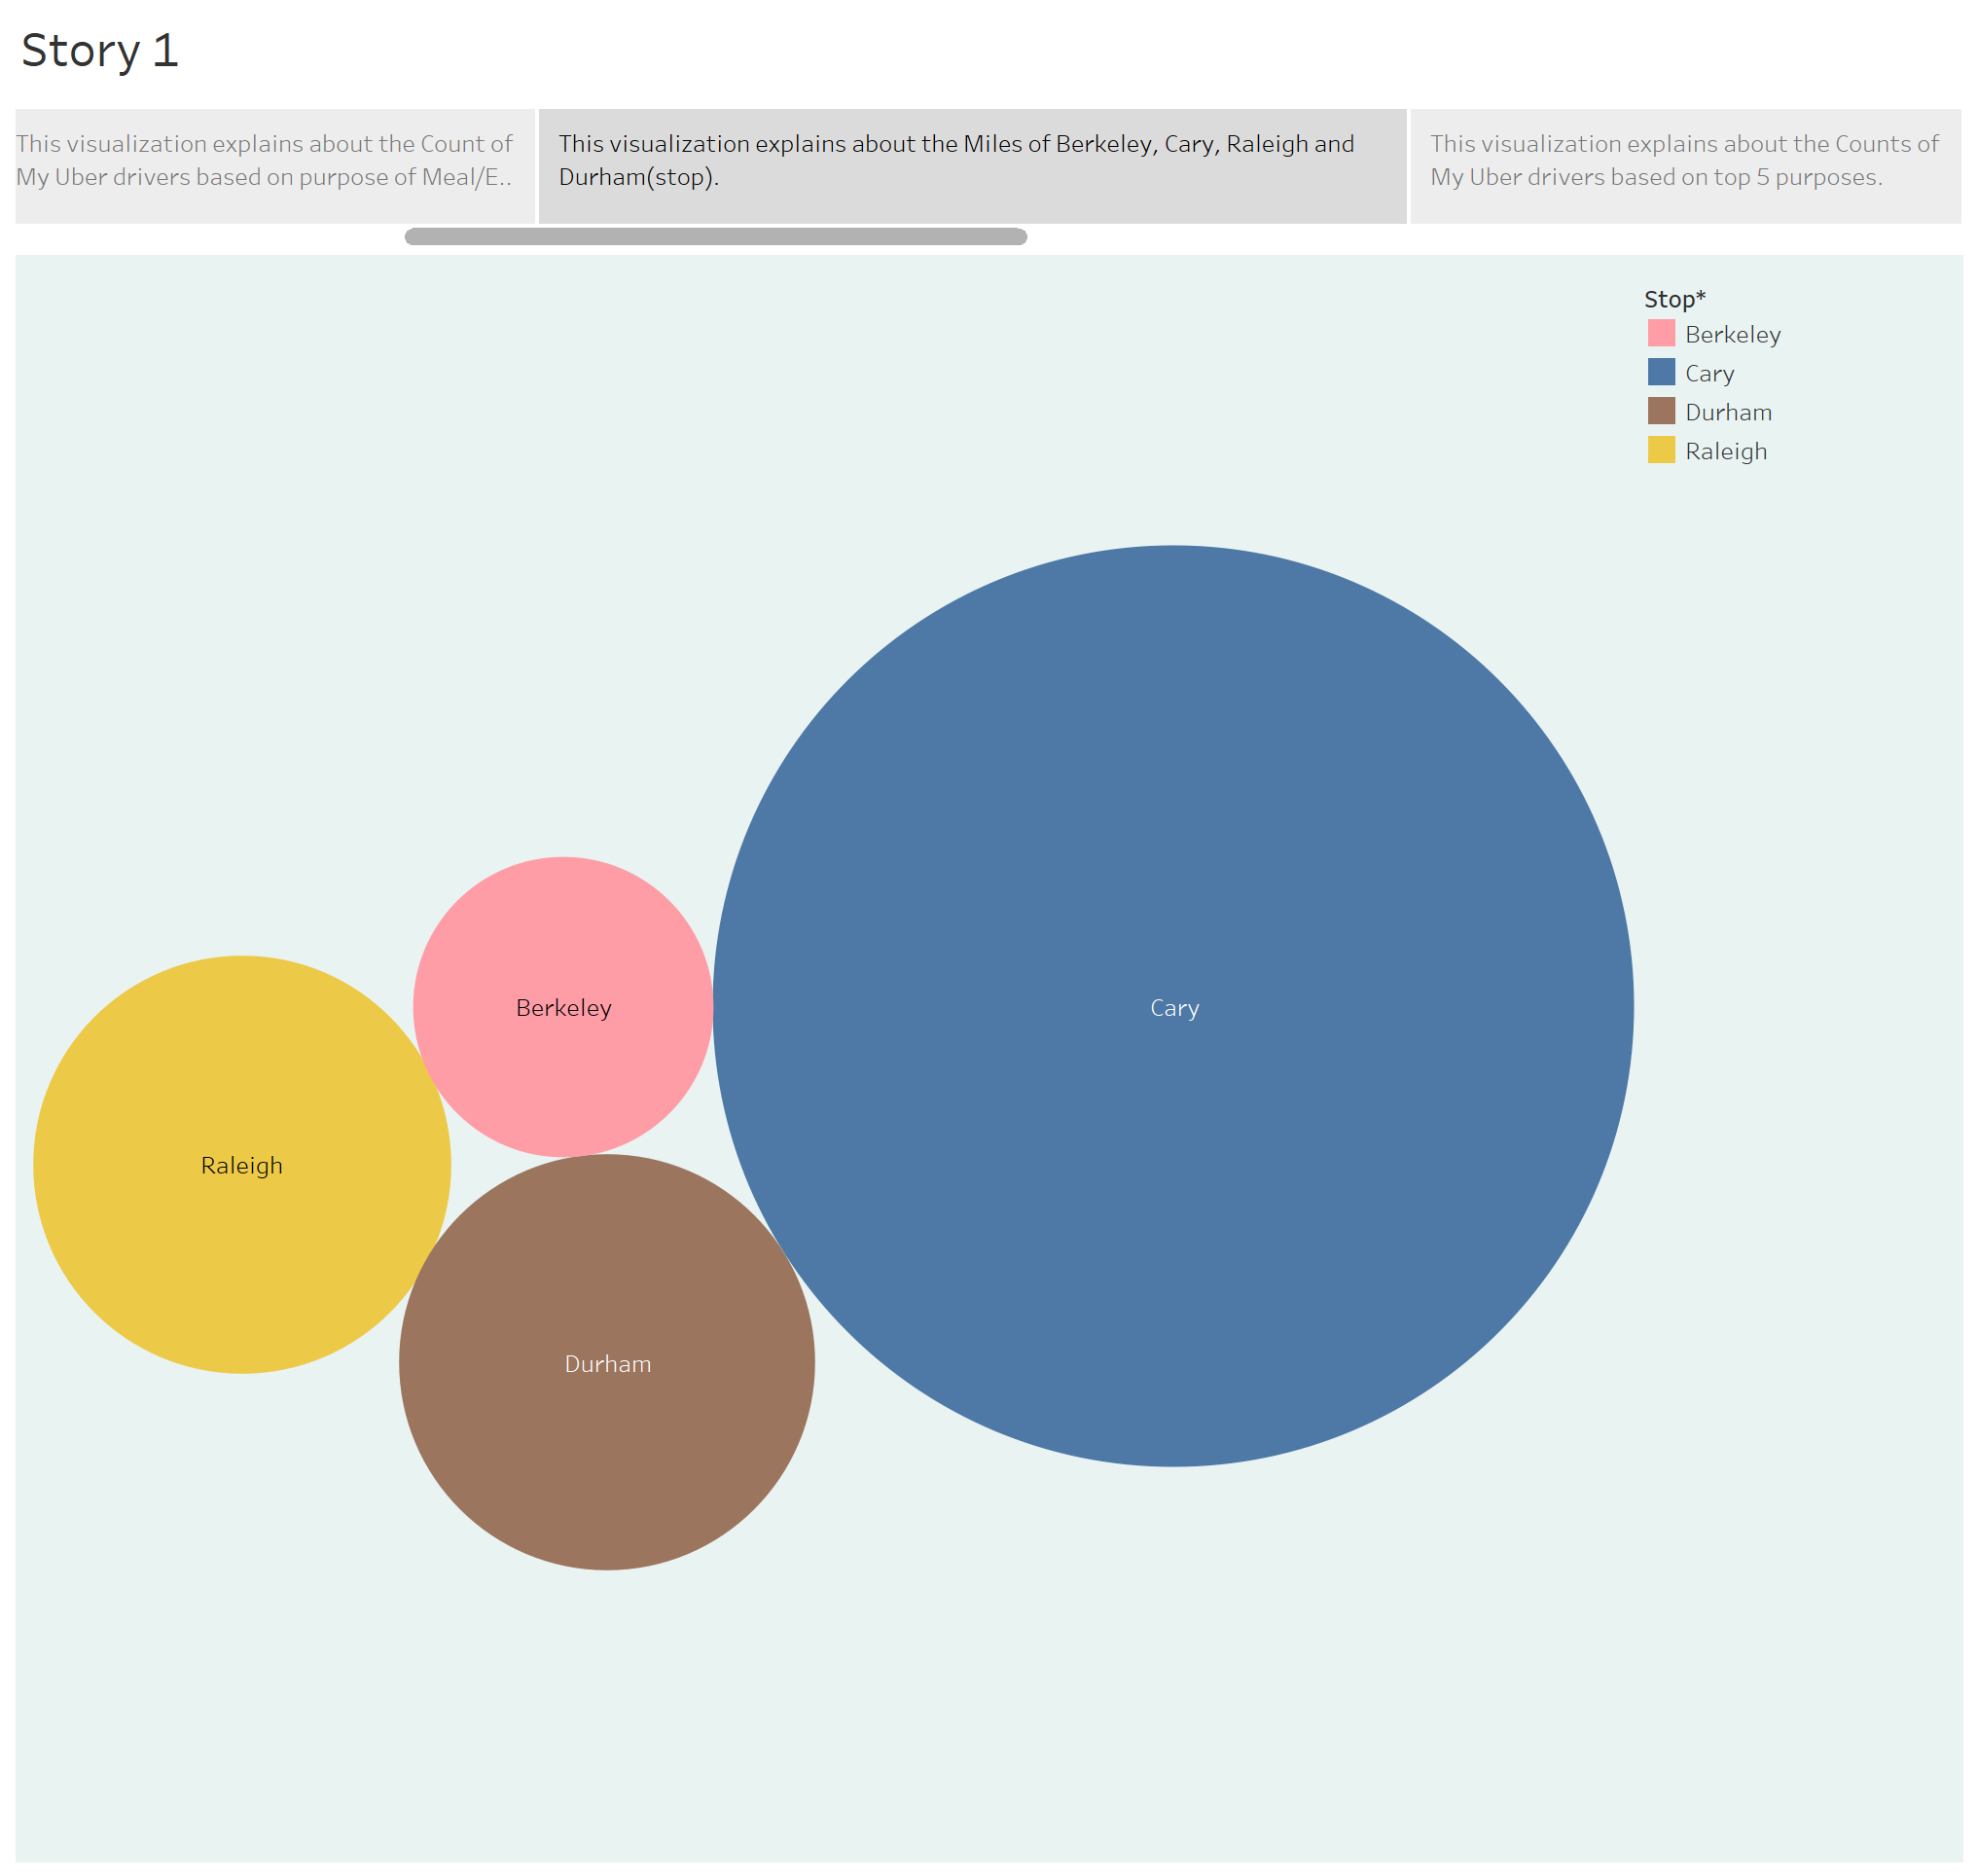 Story 1
This visualization explains about the Count of
My Uber drivers based on purpose of Meal/E..
This visualization explains about the Miles of Berkeley, Cary, Raleigh and
Durham(stop).
This visualization explains about the Counts of
My Uber drivers based on top 5 purposes.
Stop*
Berkeley
Cary
Durham
Raleigh
Berkeley
Cary
Raleigh
Durham